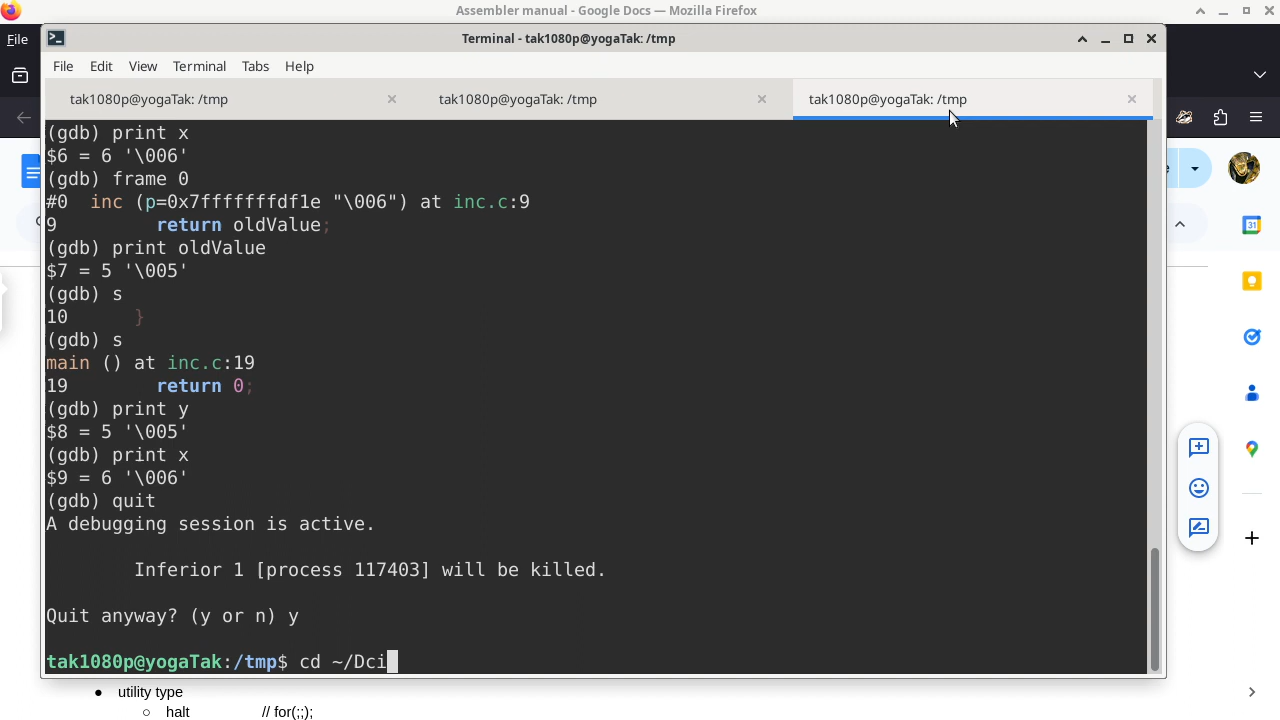 Assembler manual - Google Docs — Mozilla Firefox
File
Terminal - tak1080p@yogaTak: /tmp
File Edit View Terminal Tabs Help
tak1080p@yogaTak: /tmp
tak1080p@yogaTak: /tmp
tak1080p@yogaTak: /tmp
(gdb) print x
$6 = 6 '\006'
(gdb) frame 0
#0  inc (p=0x7fffffffdf1e "\006") at inc.c:9
9         return oldValue;
(gdb) print oldValue
$7 = 5 '\005'
(gdb) s
10      }
(gdb) s
main () at inc.c:19
19        return 0;
(gdb) print y
$8 = 5 '\005'
(gdb) print x
$9 = 6 '\006'
(gdb) quit
A debugging session is active.
Inferior 1 [process 117403] will be killed.
Quit anyway? (y or n) y
tak1080p@yogaTak:/tmp$ cd ~/Dci
31
● utility type
○ halt // for(;;);